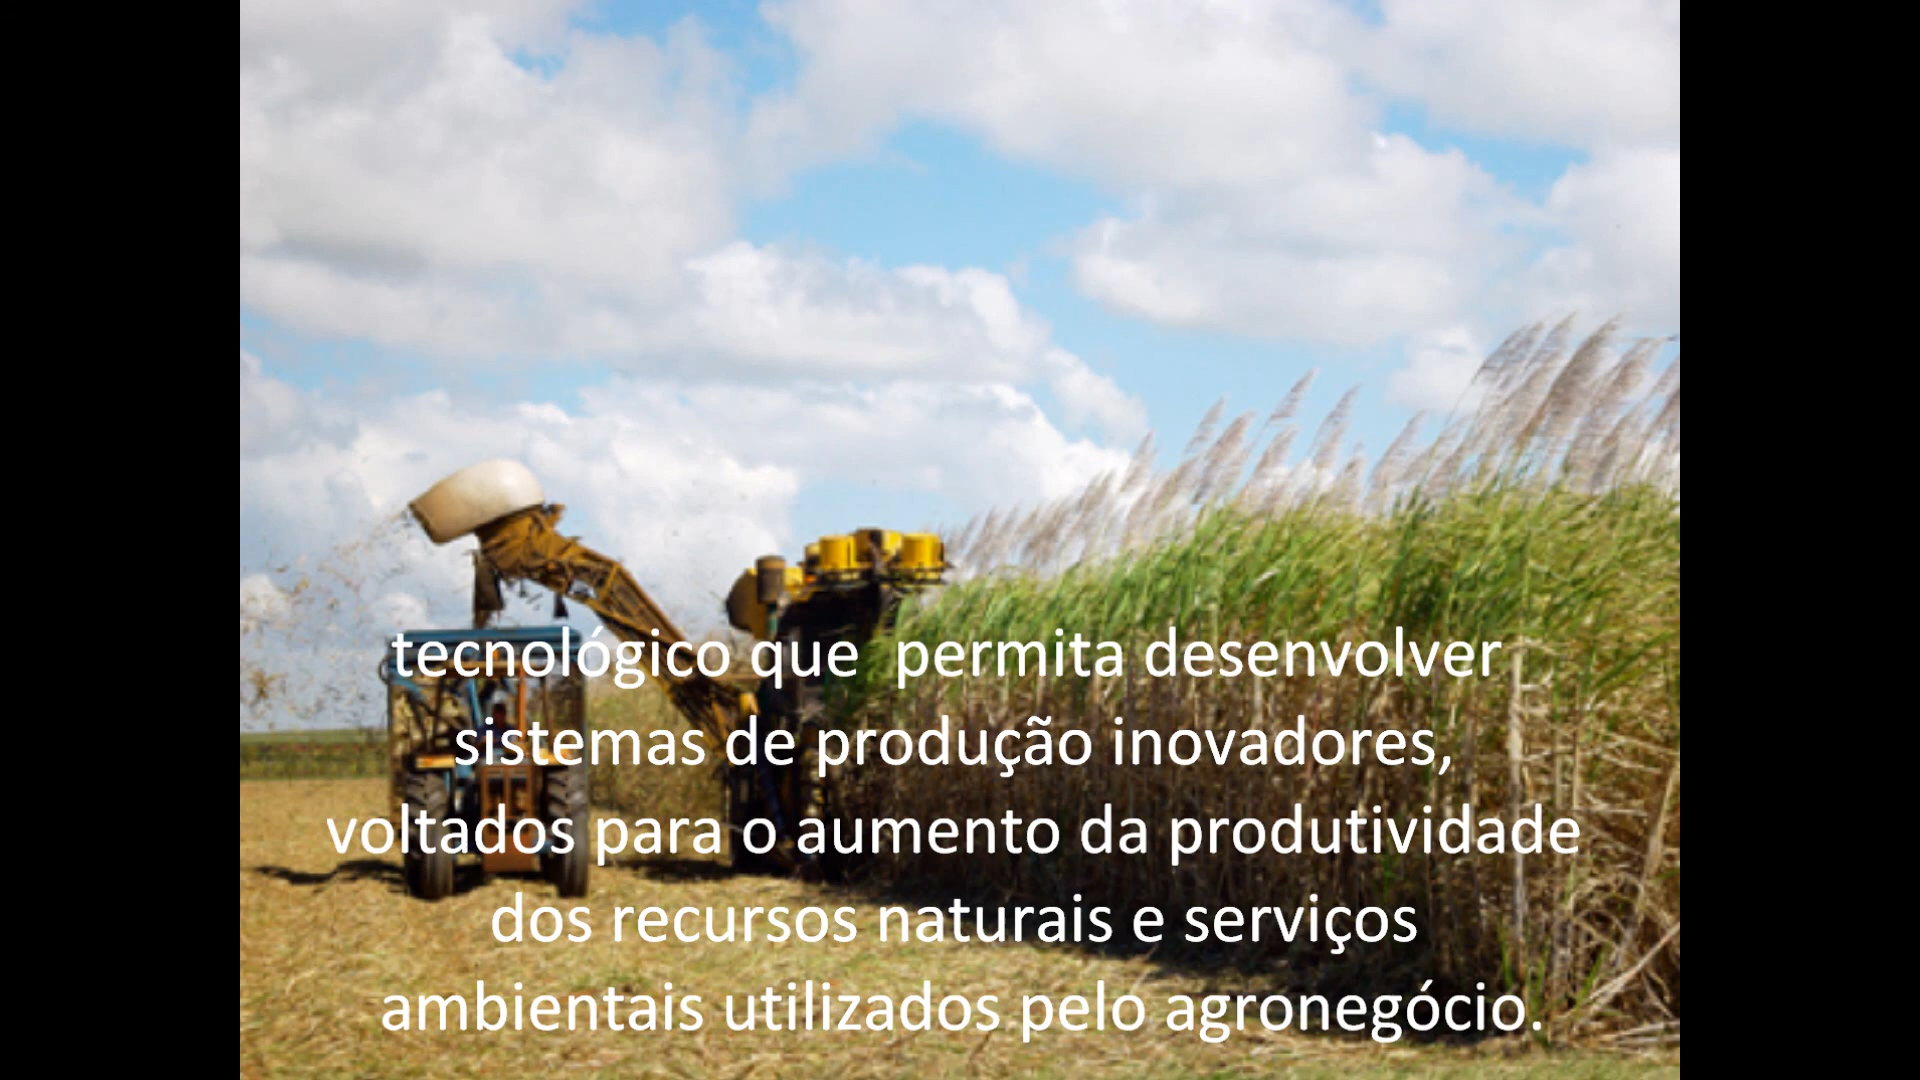 tecnológico que  permita desenvolver
sistemas de produção inovadores,
voltados para o aumento da produtividade
dos recursos naturais e serviços
ambientais utilizados pelo agronegócio.